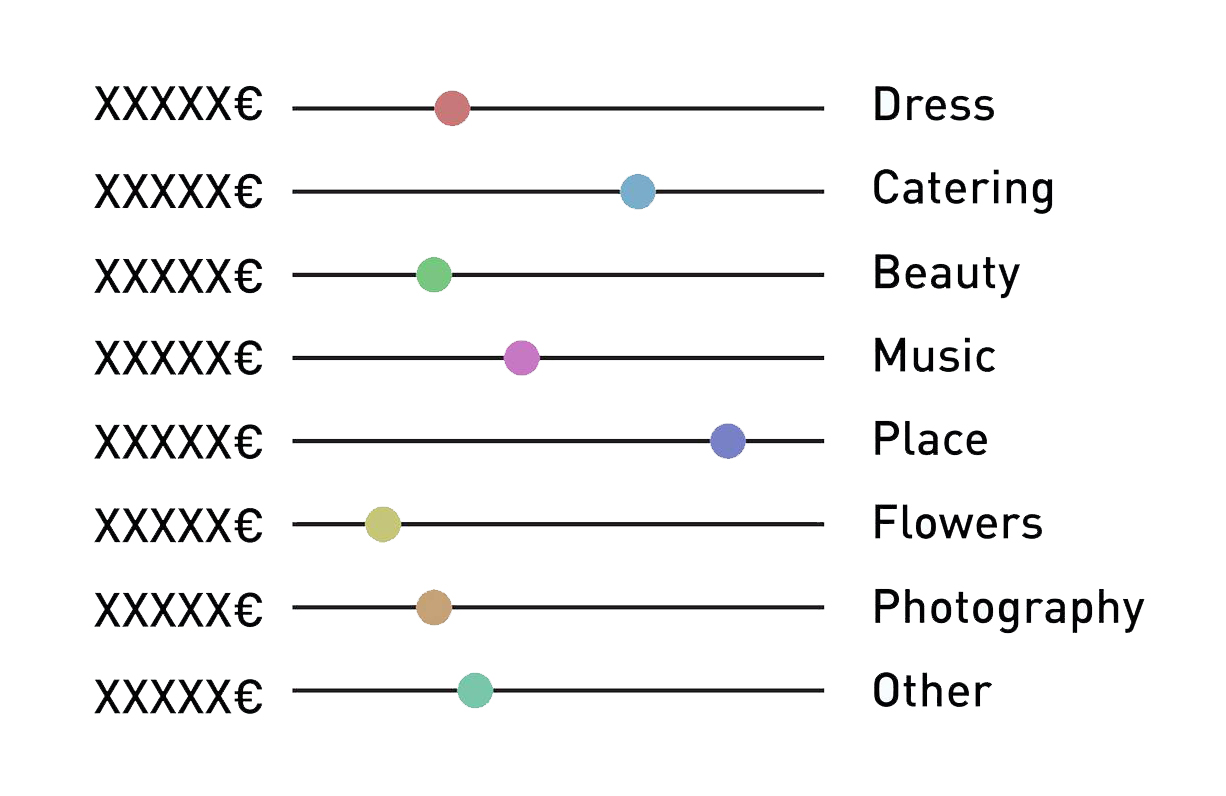 XXXXX€ Dress
XXXXX€ Catering
XXXXX€ Beauty
XXXXX€ Music
XXXXX€ Place
XXXXX€ Flowers
XXXXX€ Photography
XXXXX€ Other